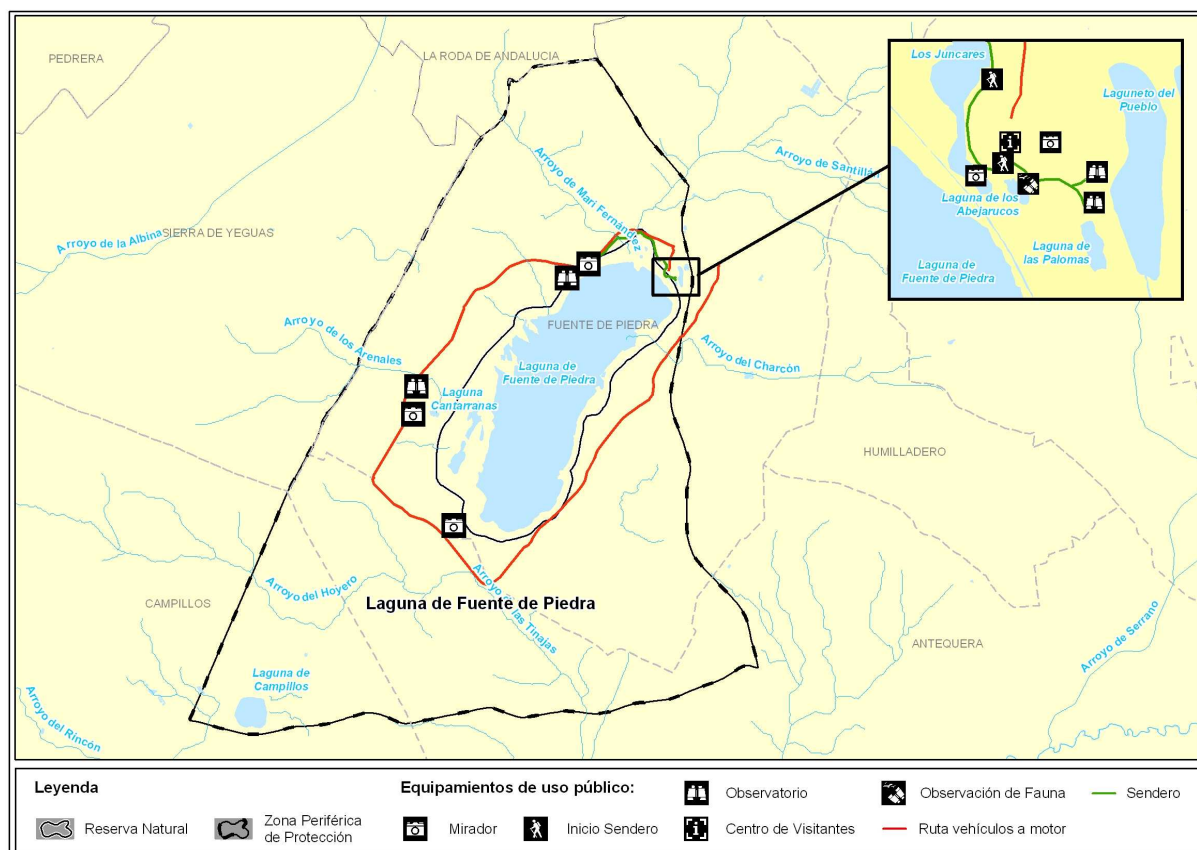 PEDRERA
LA RODA DE ANDALUCIA
Los Juncares
Laguneto del
Pueblo
Laguna de los
Abejarucos
Laguna de
las Palomas
Laguna de
Fuente de Piedra
Arroyo de Mari Fernández
Arroyo de Santillán
Arroyo de la Albina
SIERRA DE YEGUAS
FUENTE DE PIEDRA
Arroyo de los Arenales
Arroyo del Charcón
Laguna de
Fuente de Piedra
Laguna
Cantarranas
HUMILLADERO
Arroyo del Hoyero
CAMPILLOS
Laguna de Fuente de Piedra
Arroyo de las Tinajas
ANTEQUERA
Arroyo de Serrano
Laguna de
Campillos
Arroyo del Rincón
Leyenda
Reserva Natural
Zona Periférica
de Protección
Equipamientos de uso público:
Mirador
Inicio Sendero
Observatorio
Centro de Visitantes
Observación de Fauna
Ruta vehículos a motor
Sendero